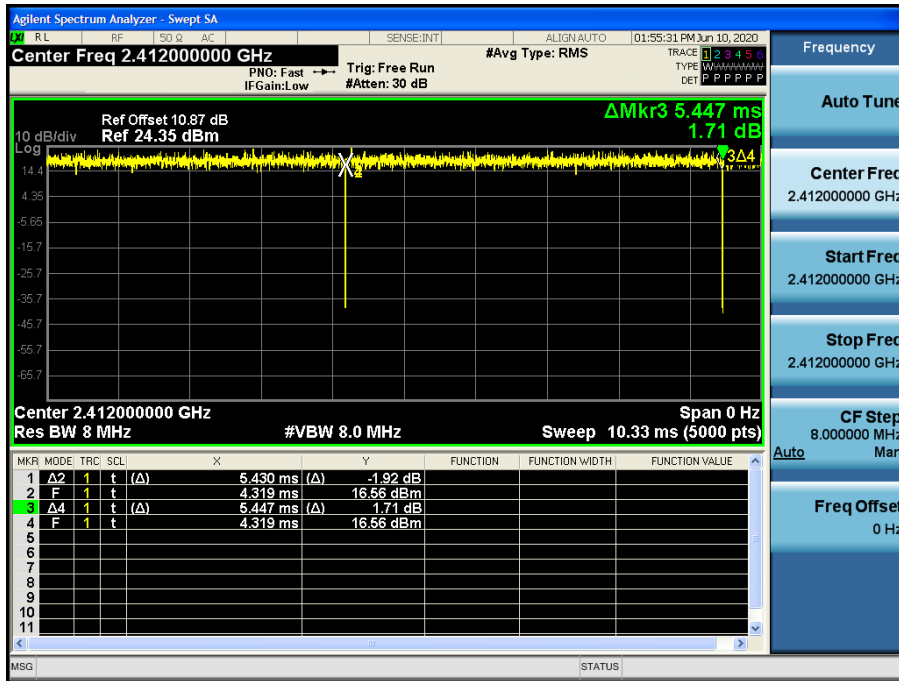 Agilent Spectrum Analyzer - Swept SA
LXI RL RF 50 Ω AC SENSE:INT ALIGN AUTO 01:55:31 PM Jun 10, 2020
Center Freq 2.412000000 GHz #Avg Type: RMS TRACE 1 2 3 4 5 6
PNO: Fast Trig: Free Run TYPE WWWWWW
IFGain:Low #Atten: 30 dB DET P P P P P P
Ref Offset 10.87 dB ΔMkr3 5.447 ms
10 dB/div Ref 24.35 dBm 1.71 dB
Log
3Δ4
14.4
4.35
-5.65
-15.7
-25.7
-35.7
-45.7
-55.7
-65.7
Center 2.412000000 GHz Span 0 Hz
Res BW 8 MHz #VBW 8.0 MHz Sweep 10.33 ms (5000 pts)
MKR MODE TRC SCL X Y FUNCTION FUNCTION WIDTH FUNCTION VALUE
1 Δ2 1 t (Δ) 5.430 ms (Δ) -1.92 dB
2 F 1 t 4.319 ms 16.56 dBm
3 Δ4 1 t (Δ) 5.447 ms (Δ) 1.71 dB
4 F 1 t 4.319 ms 16.56 dBm
5
6
7
8
9
10
11
MSG STATUS
Frequency
Auto Tune
Center Freq
2.412000000 GHz
Start Freq
2.412000000 GHz
Stop Freq
2.412000000 GHz
CF Step
8.000000 MHz
Auto Man
Freq Offset
0 Hz